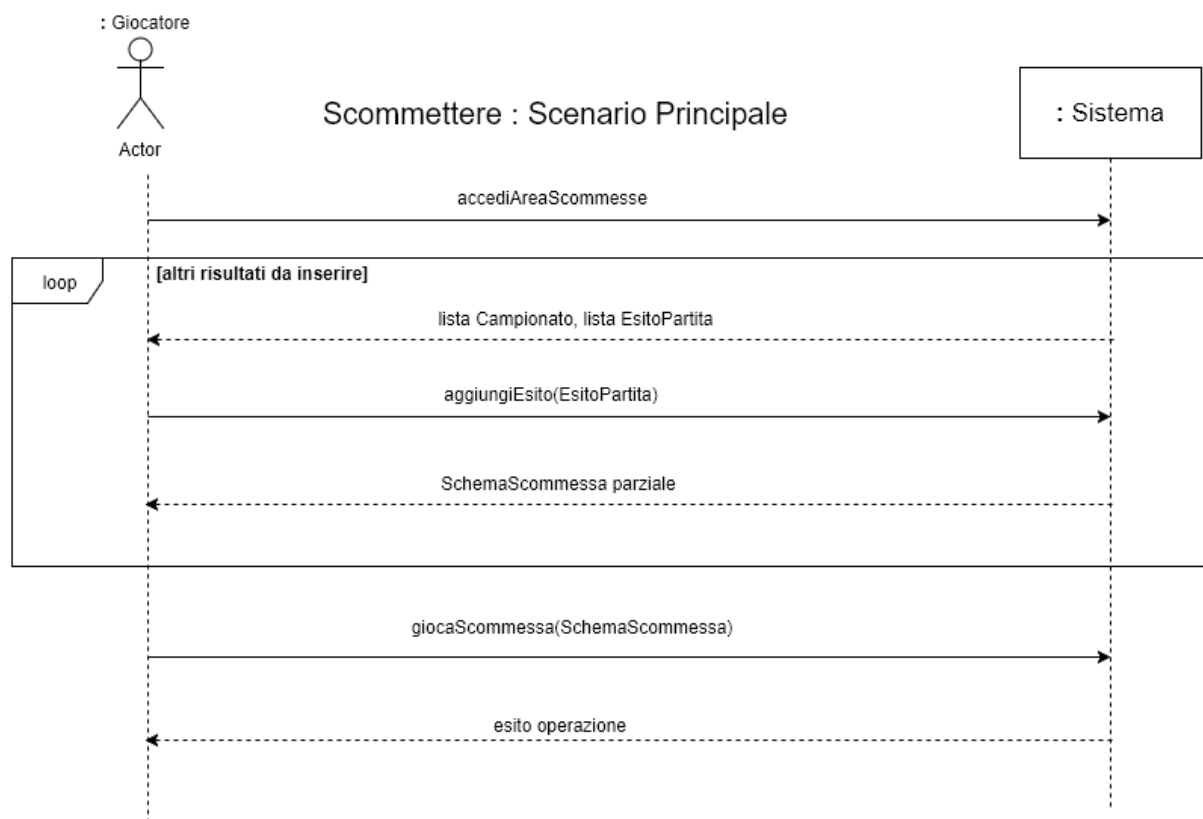 : Giocatore
Actor
Scommettere : Scenario Principale
: Sistema
accediAreaScommesse
loop
[altri risultati da inserire]
lista Campionato, lista EsitoPartita
aggiungiEsito(EsitoPartita)
SchemaScommessa parziale
giocaScommessa(SchemaScommessa)
esito operazione